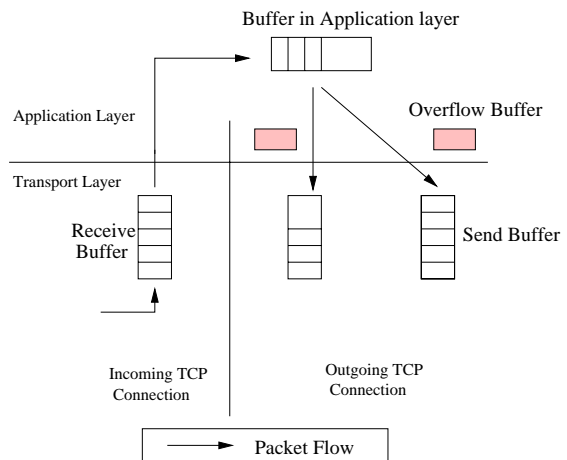 Buffer in Application layer
Application Layer
Overflow Buffer
Transport Layer
Receive
Buffer
Send Buffer
Incoming TCP
Connection
Outgoing TCP
Connection
Packet Flow